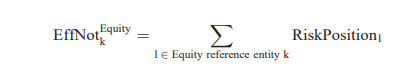 EffNot_k^Equity = ∑ RiskPosition_l
l ∈ Equity reference entity k